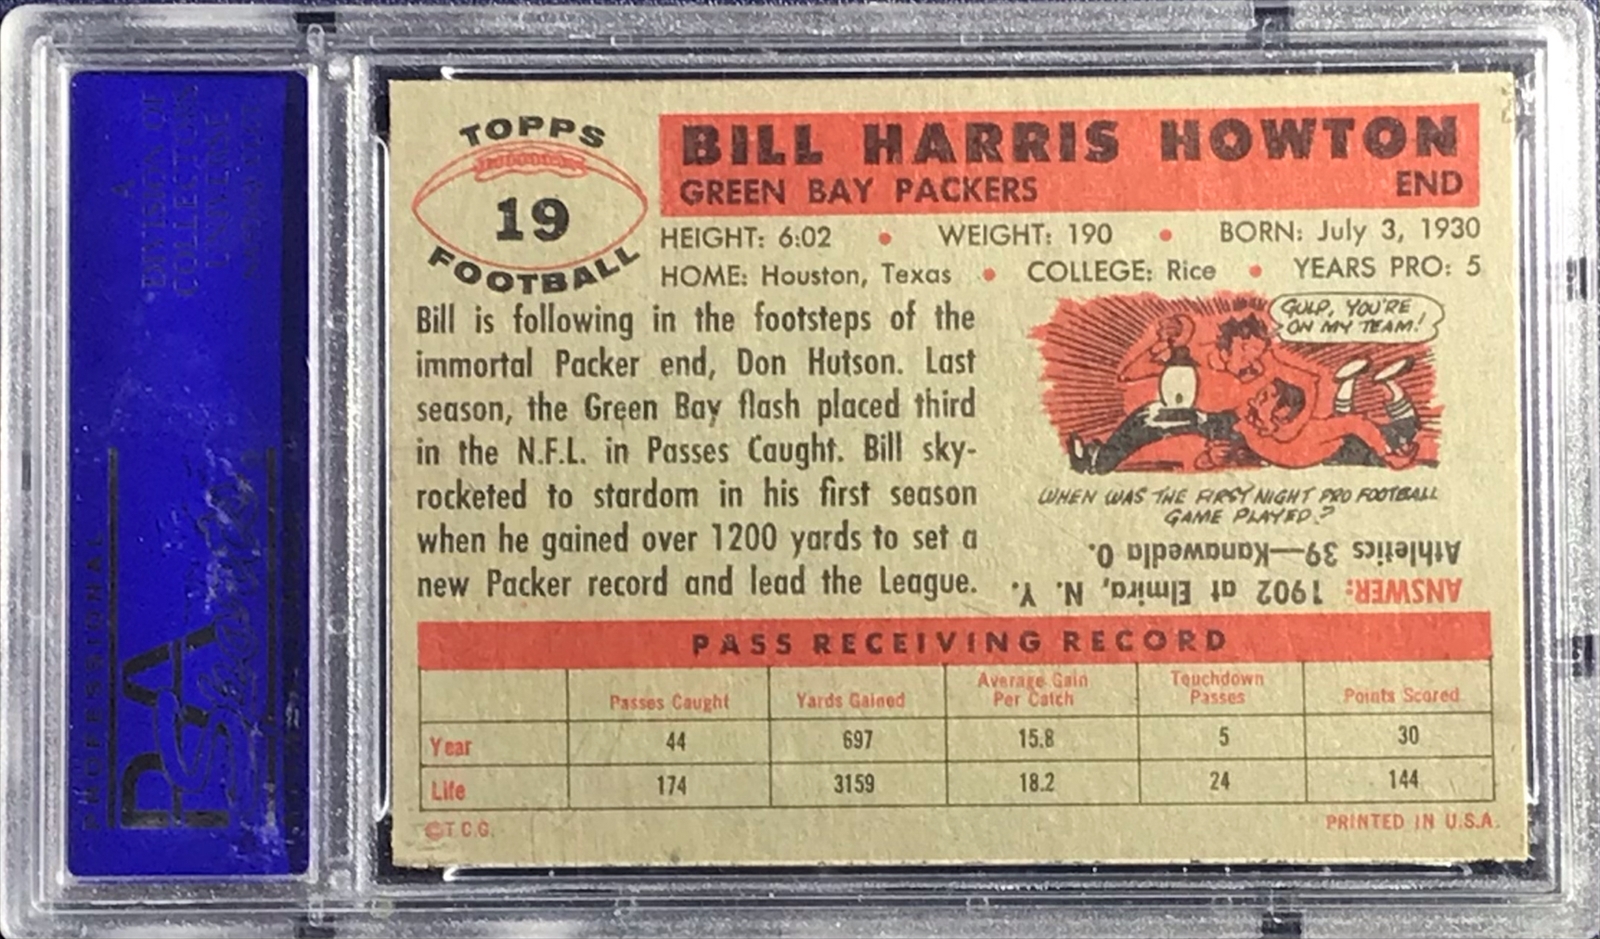 A
DIVISION OF
COLLECTORS
UNIVERSE
PROFESSIONAL
PSA
TOPPS
19
FOOTBALL
BILL HARRIS HOWTON
GREEN BAY PACKERS END
HEIGHT: 6:02 • WEIGHT: 190 • BORN: July 3, 1930
HOME: Houston, Texas • COLLEGE: Rice • YEARS PRO: 5
Bill is following in the footsteps of the
immortal Packer end, Don Hutson. Last
season, the Green Bay flash placed third
in the N.F.L. in Passes Caught. Bill sky-
rocketed to stardom in his first season
when he gained over 1200 yards to set a
new Packer record and lead the League.
GULP, YOU'RE
ON MY TEAM!
WHEN WAS THE FIRST NIGHT PRO FOOTBALL
GAME PLAYED?
ANSWER: 1902 at Elmira, N. Y.
Athletics 39—Kanawedla 0.
PASS RECEIVING RECORD
Passes Caught Yards Gained Average Gain Per Catch Touchdown Passes Points Scored
Year 44 697 15.8 5 30
Life 174 3159 18.2 24 144
©T.C.G. PRINTED IN U.S.A.